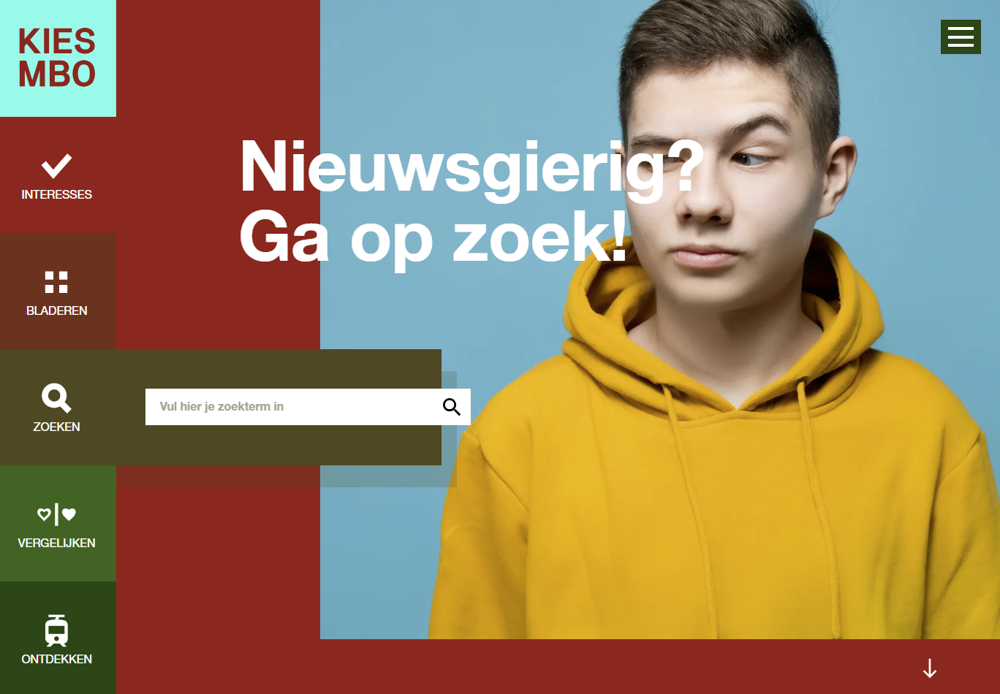 KIES
MBO
INTERESSES
BLADEREN
ZOEKEN
VERGELIJKEN
ONTDEKKEN
Nieuwsgierig?
Ga op zoek!
Vul hier je zoekterm in